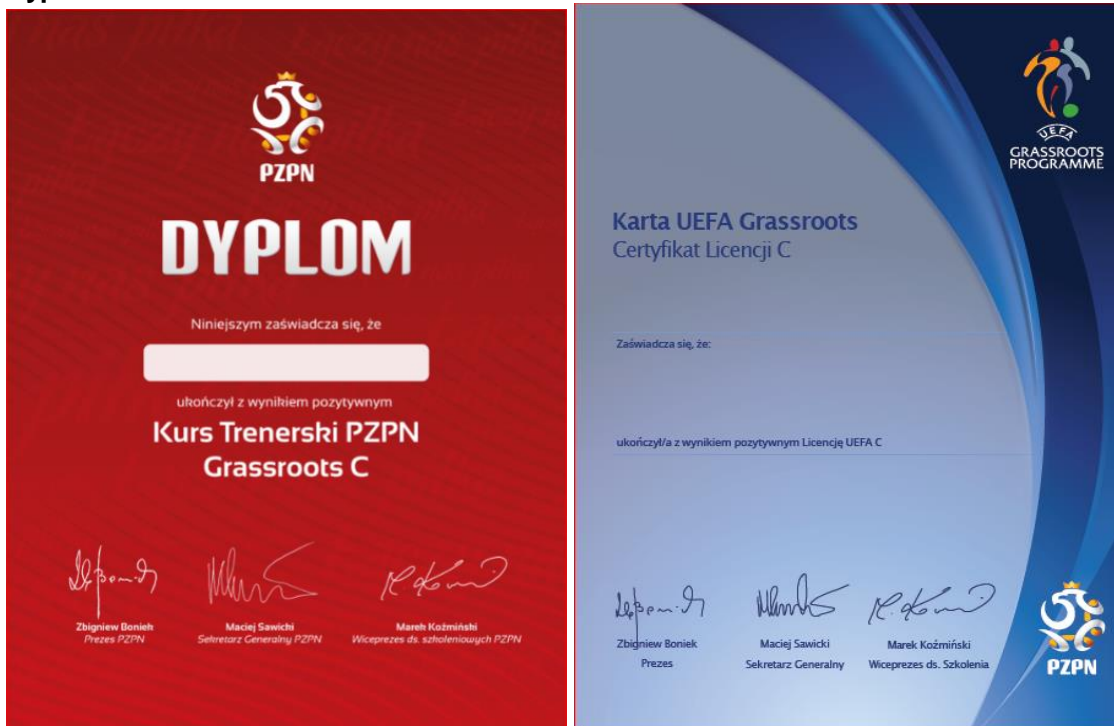 PZPN
DYPLOM
Niniejszym zaświadcza się, że
ukończył z wynikiem pozytywnym
Kurs Trenerski PZPN
Grassroots C
Zbigniew Boniek
Prezes PZPN
Maciej Sawicki
Sekretarz Generalny PZPN
Marek Koźmiński
Wiceprezes ds. szkoleniowych PZPN
UEFA
GRASSROOTS
PROGRAMME
Karta UEFA Grassroots
Certyfikat Licencji C
Zaświadcza się, że:
ukończył/a z wynikiem pozytywnym Licencję UEFA C
Zbigniew Boniek
Prezes
Maciej Sawicki
Sekretarz Generalny
Marek Koźmiński
Wiceprezes ds. Szkolenia
PZPN